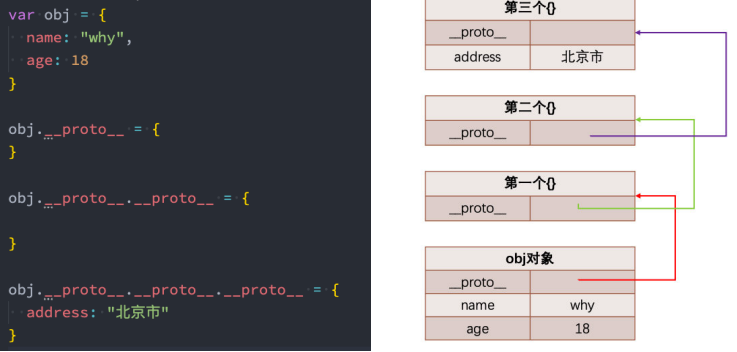 var obj = {
name: "why",
age: 18
}
obj.__proto__ = {
}
obj.__proto__.__proto__ = {
}
obj.__proto__.__proto__.__proto__ = {
address: "北京市"
}
第三个{}
__proto__
address 北京市
第二个{}
__proto__
第一个{}
__proto__
obj对象
__proto__
name why
age 18